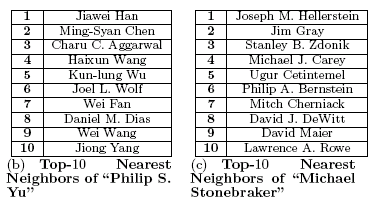 1 Jiawei Han
2 Ming-Syan Chen
3 Charu C. Aggarwal
4 Haixun Wang
5 Kun-lung Wu
6 Joel L. Wolf
7 Wei Fan
8 Daniel M. Dias
9 Wei Wang
10 Jiong Yang
(b) Top-10 Nearest
Neighbors of “Philip S.
Yu”
1 Joseph M. Hellerstein
2 Jim Gray
3 Stanley B. Zdonik
4 Michael J. Carey
5 Ugur Cetintemel
6 Philip A. Bernstein
7 Mitch Cherniack
8 David J. DeWitt
9 David Maier
10 Lawrence A. Rowe
(c) Top-10 Nearest
Neighbors of “Michael
Stonebraker”